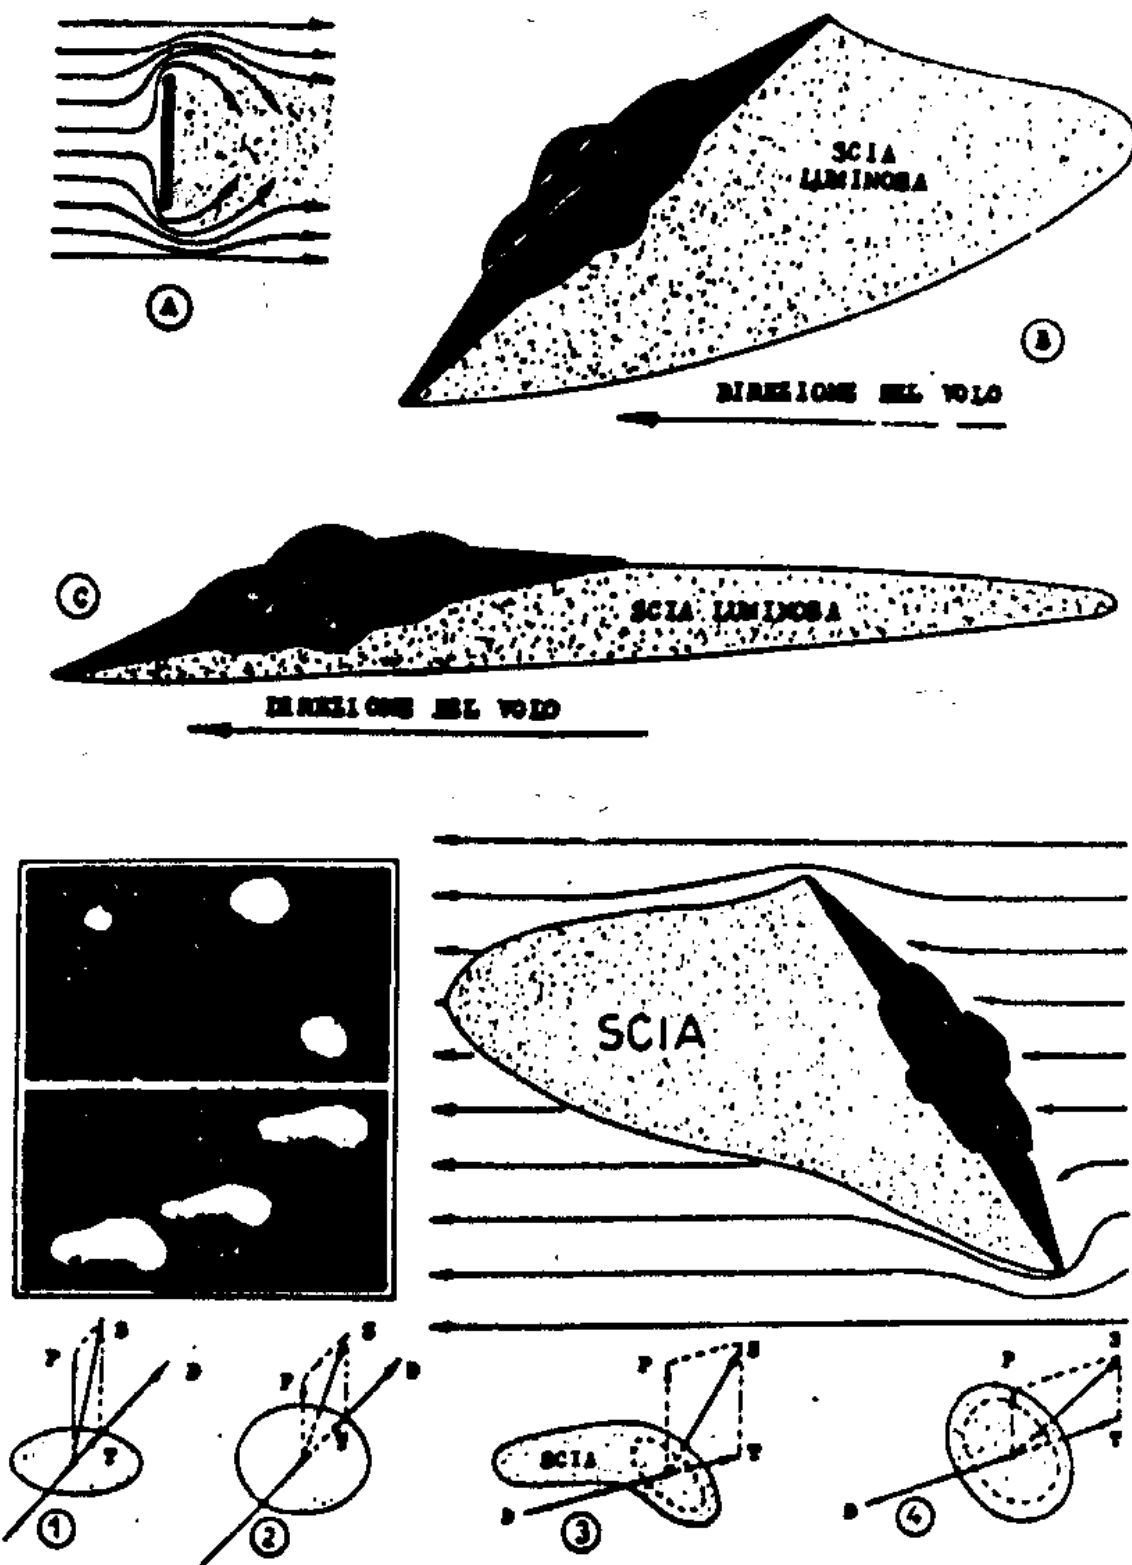 A
SCIA
LUMINOSA
B
DIREZIONE DEL VOLO
C
SCIA LUMINOSA
DIREZIONE DEL VOLO
SCIA
P S D T
1
P S D
2
P S T D
SCIA
3
P S T D
4